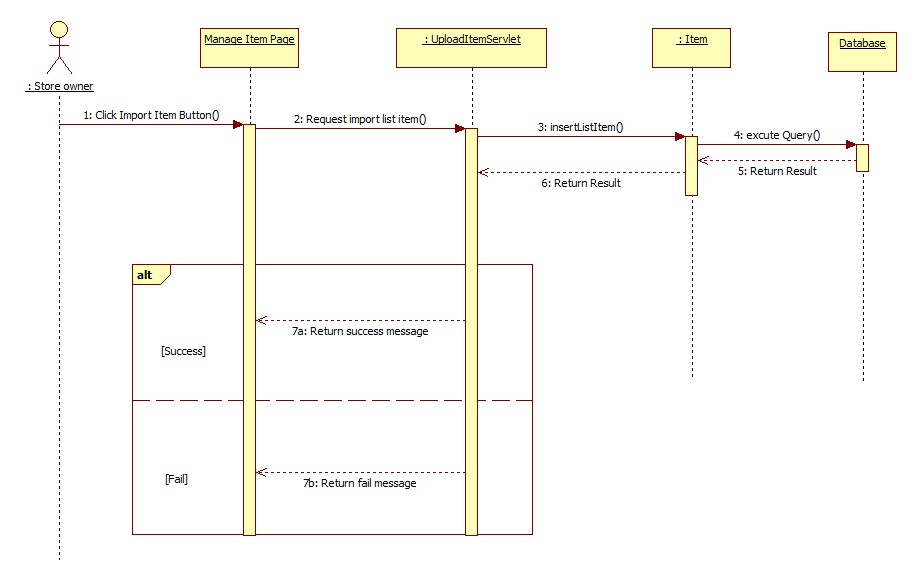 Manage Item Page
: UploadItemServlet
: Item
Database
: Store owner
1: Click Import Item Button()
2: Request import list item()
3: insertListItem()
4: excute Query()
5: Return Result
6: Return Result
alt
7a: Return success message
[Success]
[Fail]
7b: Return fail message